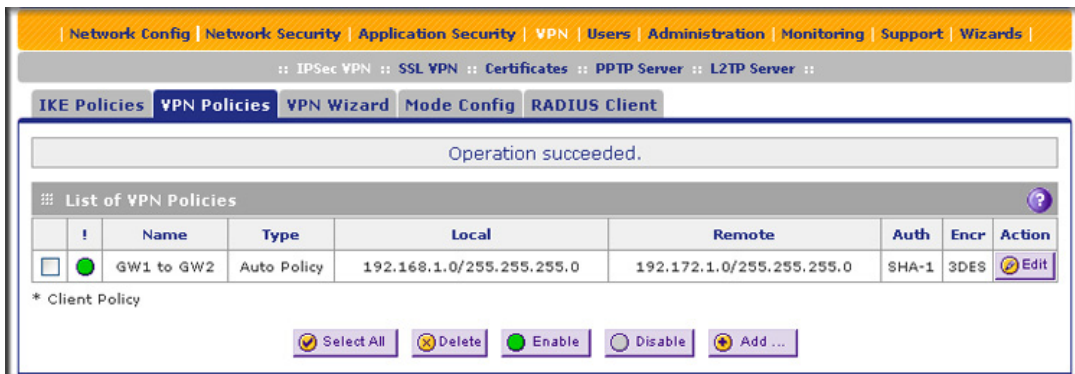 | Network Config | Network Security | Application Security | VPN | Users | Administration | Monitoring | Support | Wizards |
:: IPSec VPN :: SSL VPN :: Certificates :: PPTP Server :: L2TP Server ::
IKE Policies VPN Policies VPN Wizard Mode Config RADIUS Client
Operation succeeded.
List of VPN Policies ?
! Name Type Local Remote Auth Encr Action
GW1 to GW2 Auto Policy 192.168.1.0/255.255.255.0 192.172.1.0/255.255.255.0 SHA-1 3DES Edit
* Client Policy
Select All Delete Enable Disable Add ...